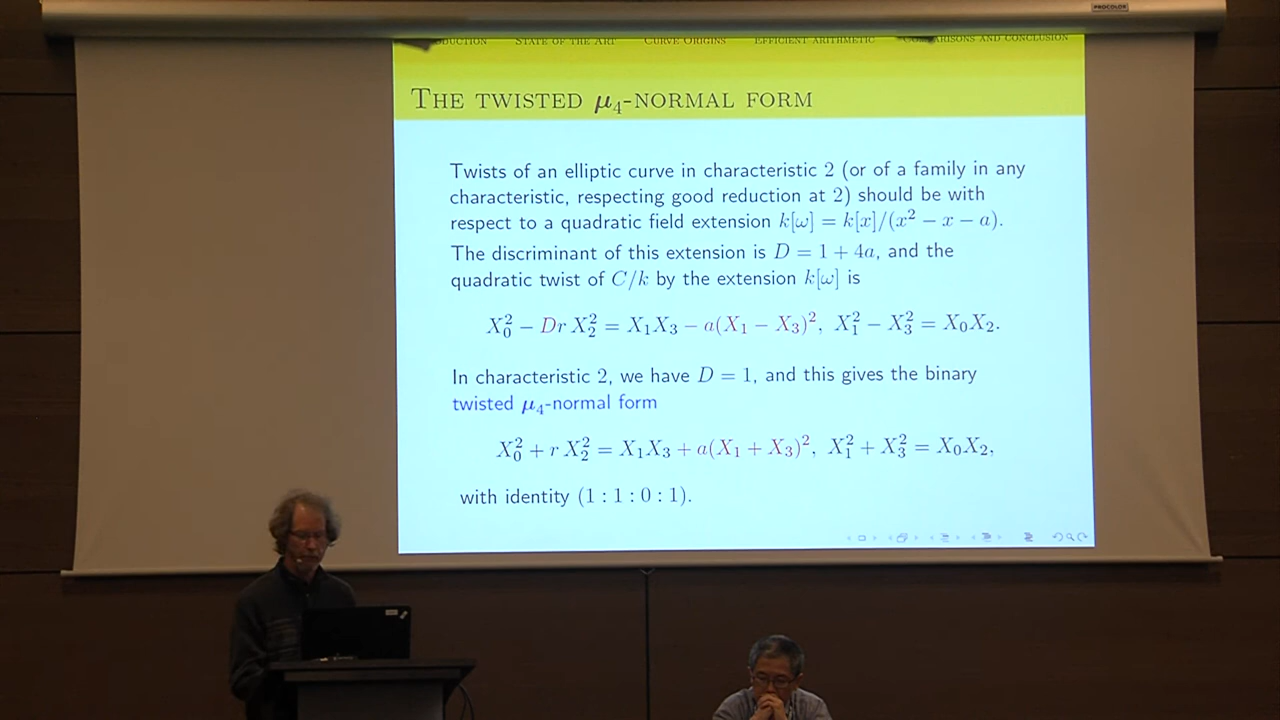 PROCOLOR
STATE OF THE ART CURVE ORIGINS EFFICIENT ARITHMETIC COMPARISONS AND CONCLUSION
THE TWISTED μ₄-NORMAL FORM
Twists of an elliptic curve in characteristic 2 (or of a family in any
characteristic, respecting good reduction at 2) should be with
respect to a quadratic field extension k[ω] = k[x]/(x² − x − a).
The discriminant of this extension is D = 1 + 4a, and the
quadratic twist of C/k by the extension k[ω] is
X₀² − Dr X₂² = X₁X₃ − a(X₁ − X₃)², X₁² − X₃² = X₀X₂.
In characteristic 2, we have D = 1, and this gives the binary
twisted μ₄-normal form
X₀² + r X₂² = X₁X₃ + a(X₁ + X₃)², X₁² + X₃² = X₀X₂,
with identity (1 : 1 : 0 : 1).